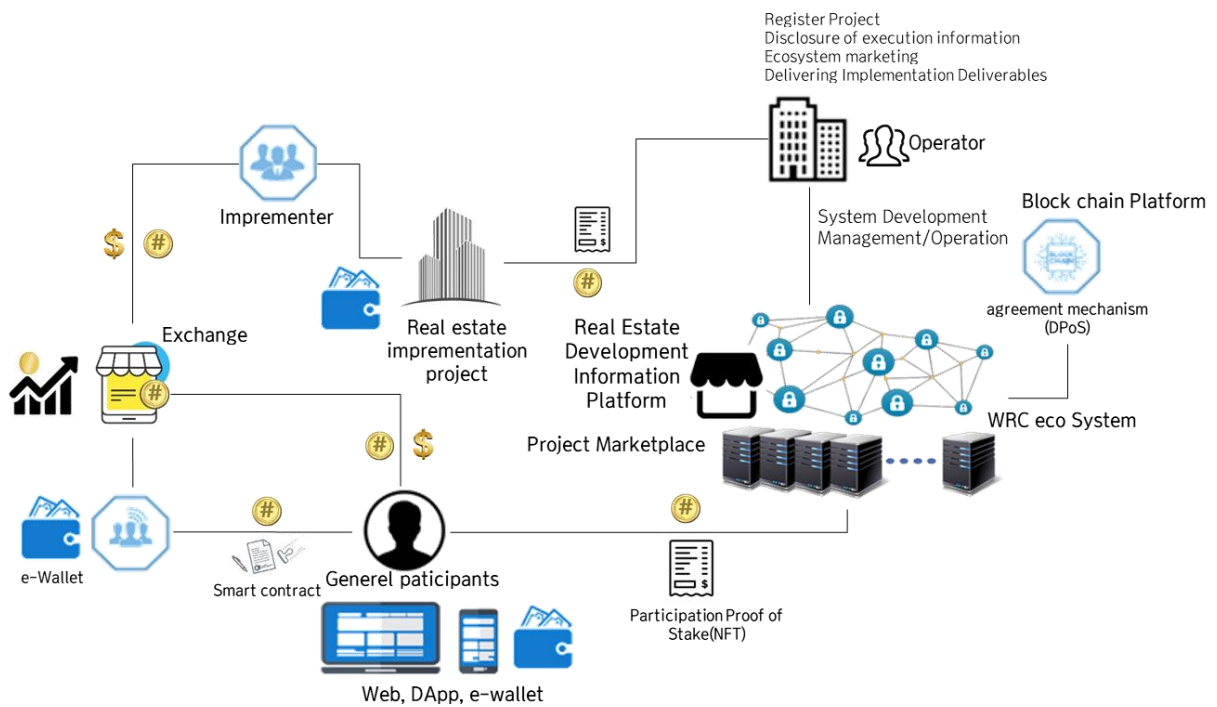 Register Project
Disclosure of execution information
Ecosystem marketing
Delivering Implementation Deliverables
Operator
Imprementer
System Development
Management/Operation
Block chain Platform
BLOCK
CHAIN
agreement mechanism
(DPoS)
$
#
$
#
Exchange
#
Real estate
imprementation
project
Real Estate
Development
Information
Platform
Project Marketplace
WRC eco System
#
$
#
#
e-Wallet
Smart contract
Generel paticipants
$
Participation Proof of
Stake(NFT)
Web, DApp, e-wallet